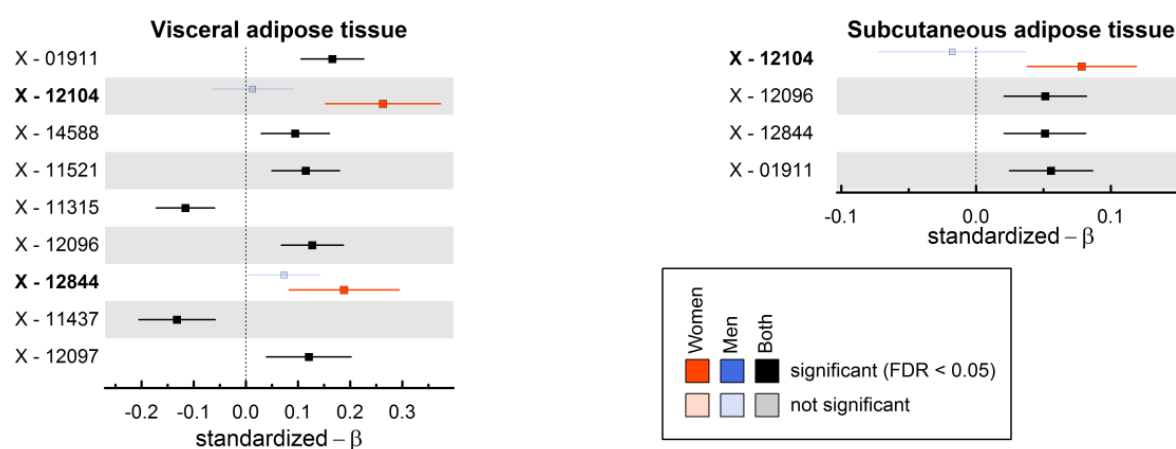 Visceral adipose tissue
X - 01911
X - 12104
X - 14588
X - 11521
X - 11315
X - 12096
X - 12844
X - 11437
X - 12097
-0.2 -0.1 0.0 0.1 0.2 0.3
standardized – β
Subcutaneous adipose tissue
X - 12104
X - 12096
X - 12844
X - 01911
-0.1 0.0 0.1
standardized – β
Women
Men
Both
significant (FDR < 0.05)
not significant